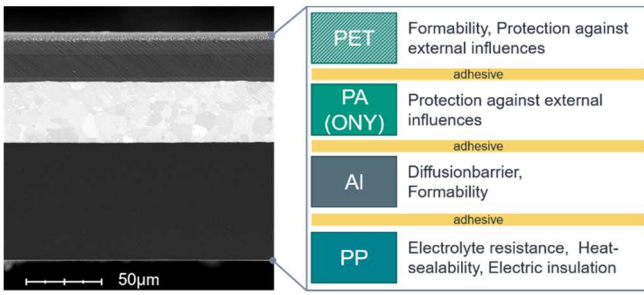 PET
Formability, Protection against
external influences
adhesive
PA
(ONY)
Protection against external
influences
adhesive
Al
Diffusionbarrier,
Formability
adhesive
PP
Electrolyte resistance, Heat-
sealability, Electric insulation
50µm